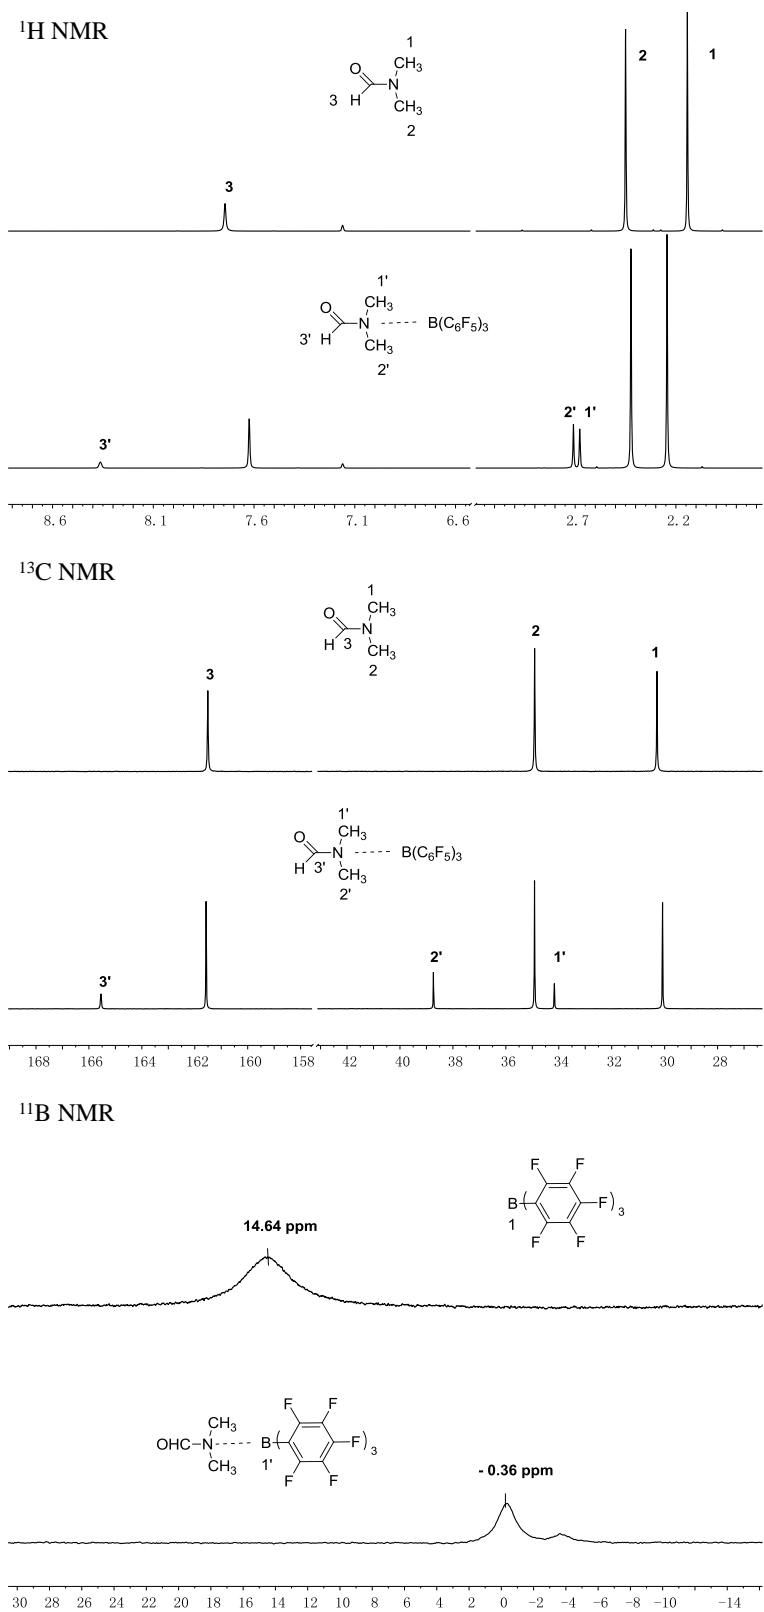 ¹H NMR
1
O
CH₃
N
3 H
CH₃
2
2
1
3
1'
O
CH₃
N
B(C₆F₅)₃
3' H
CH₃
2'
2' 1'
3'
8.6 8.1 7.6 7.1 6.6 2.7 2.2
¹³C NMR
1
O
CH₃
N
H 3
CH₃
2
2
1
3
1'
O
CH₃
N
B(C₆F₅)₃
H 3'
CH₃
2'
2'
1'
3'
168 166 164 162 160 158 42 40 38 36 34 32 30 28
¹¹B NMR
F F
B ( F ) ₃
1
F F
14.64 ppm
F F
CH₃
OHC N B ( F ) ₃
CH₃ 1'
F F
- 0.36 ppm
30 28 26 24 22 20 18 16 14 12 10 8 6 4 2 0 -2 -4 -6 -8 -10 -14